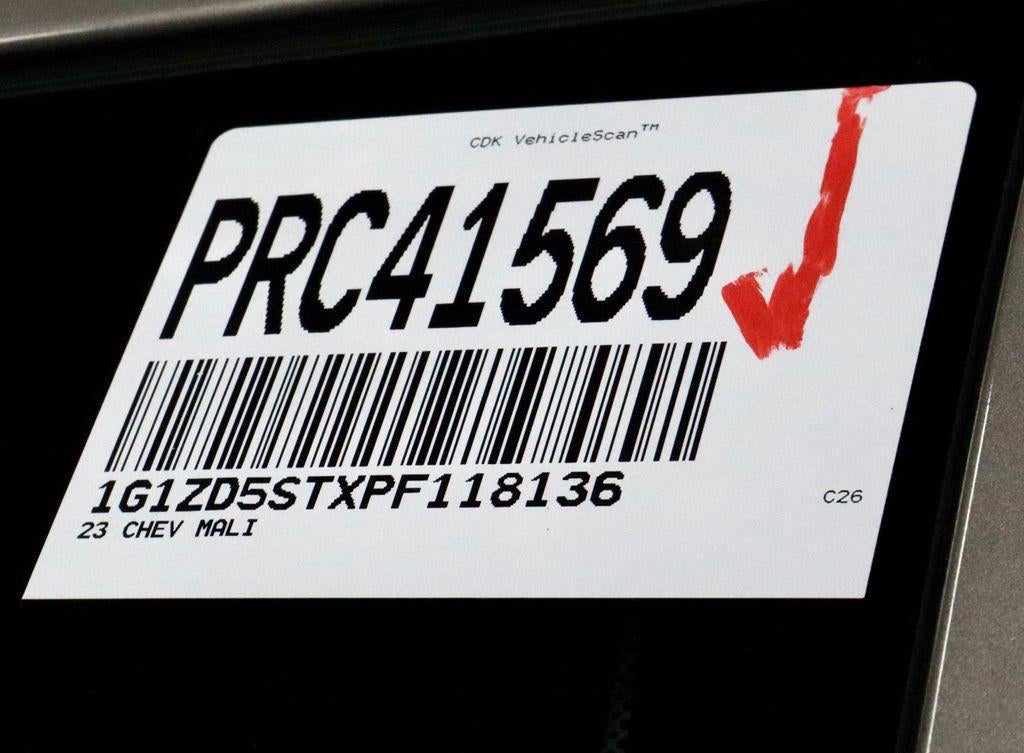 CDK VehicleScan™
PRC41569
1G1ZD5STXPF118136
23 CHEV MALI
C26